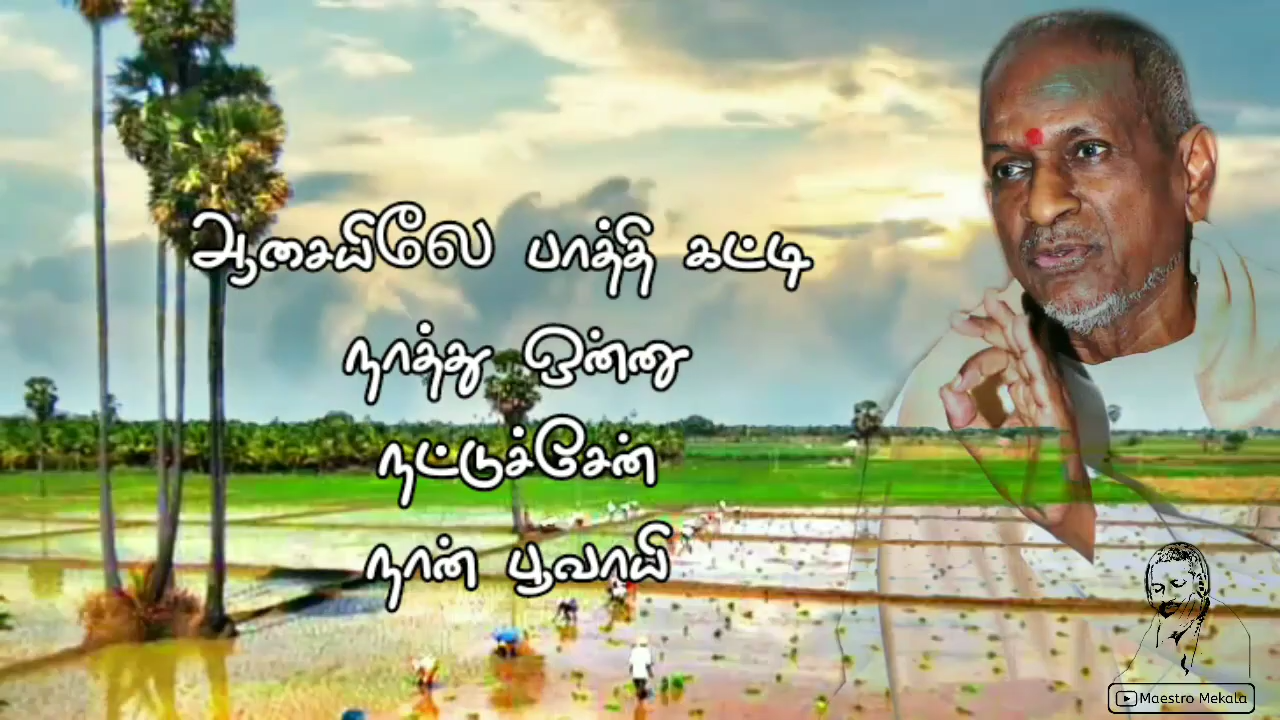 ஆசையிலே பாத்தி கட்டி
நாத்து ஒன்னு
நட்டுச்சேன்
நான் பூவாயி
Maestro Mekala